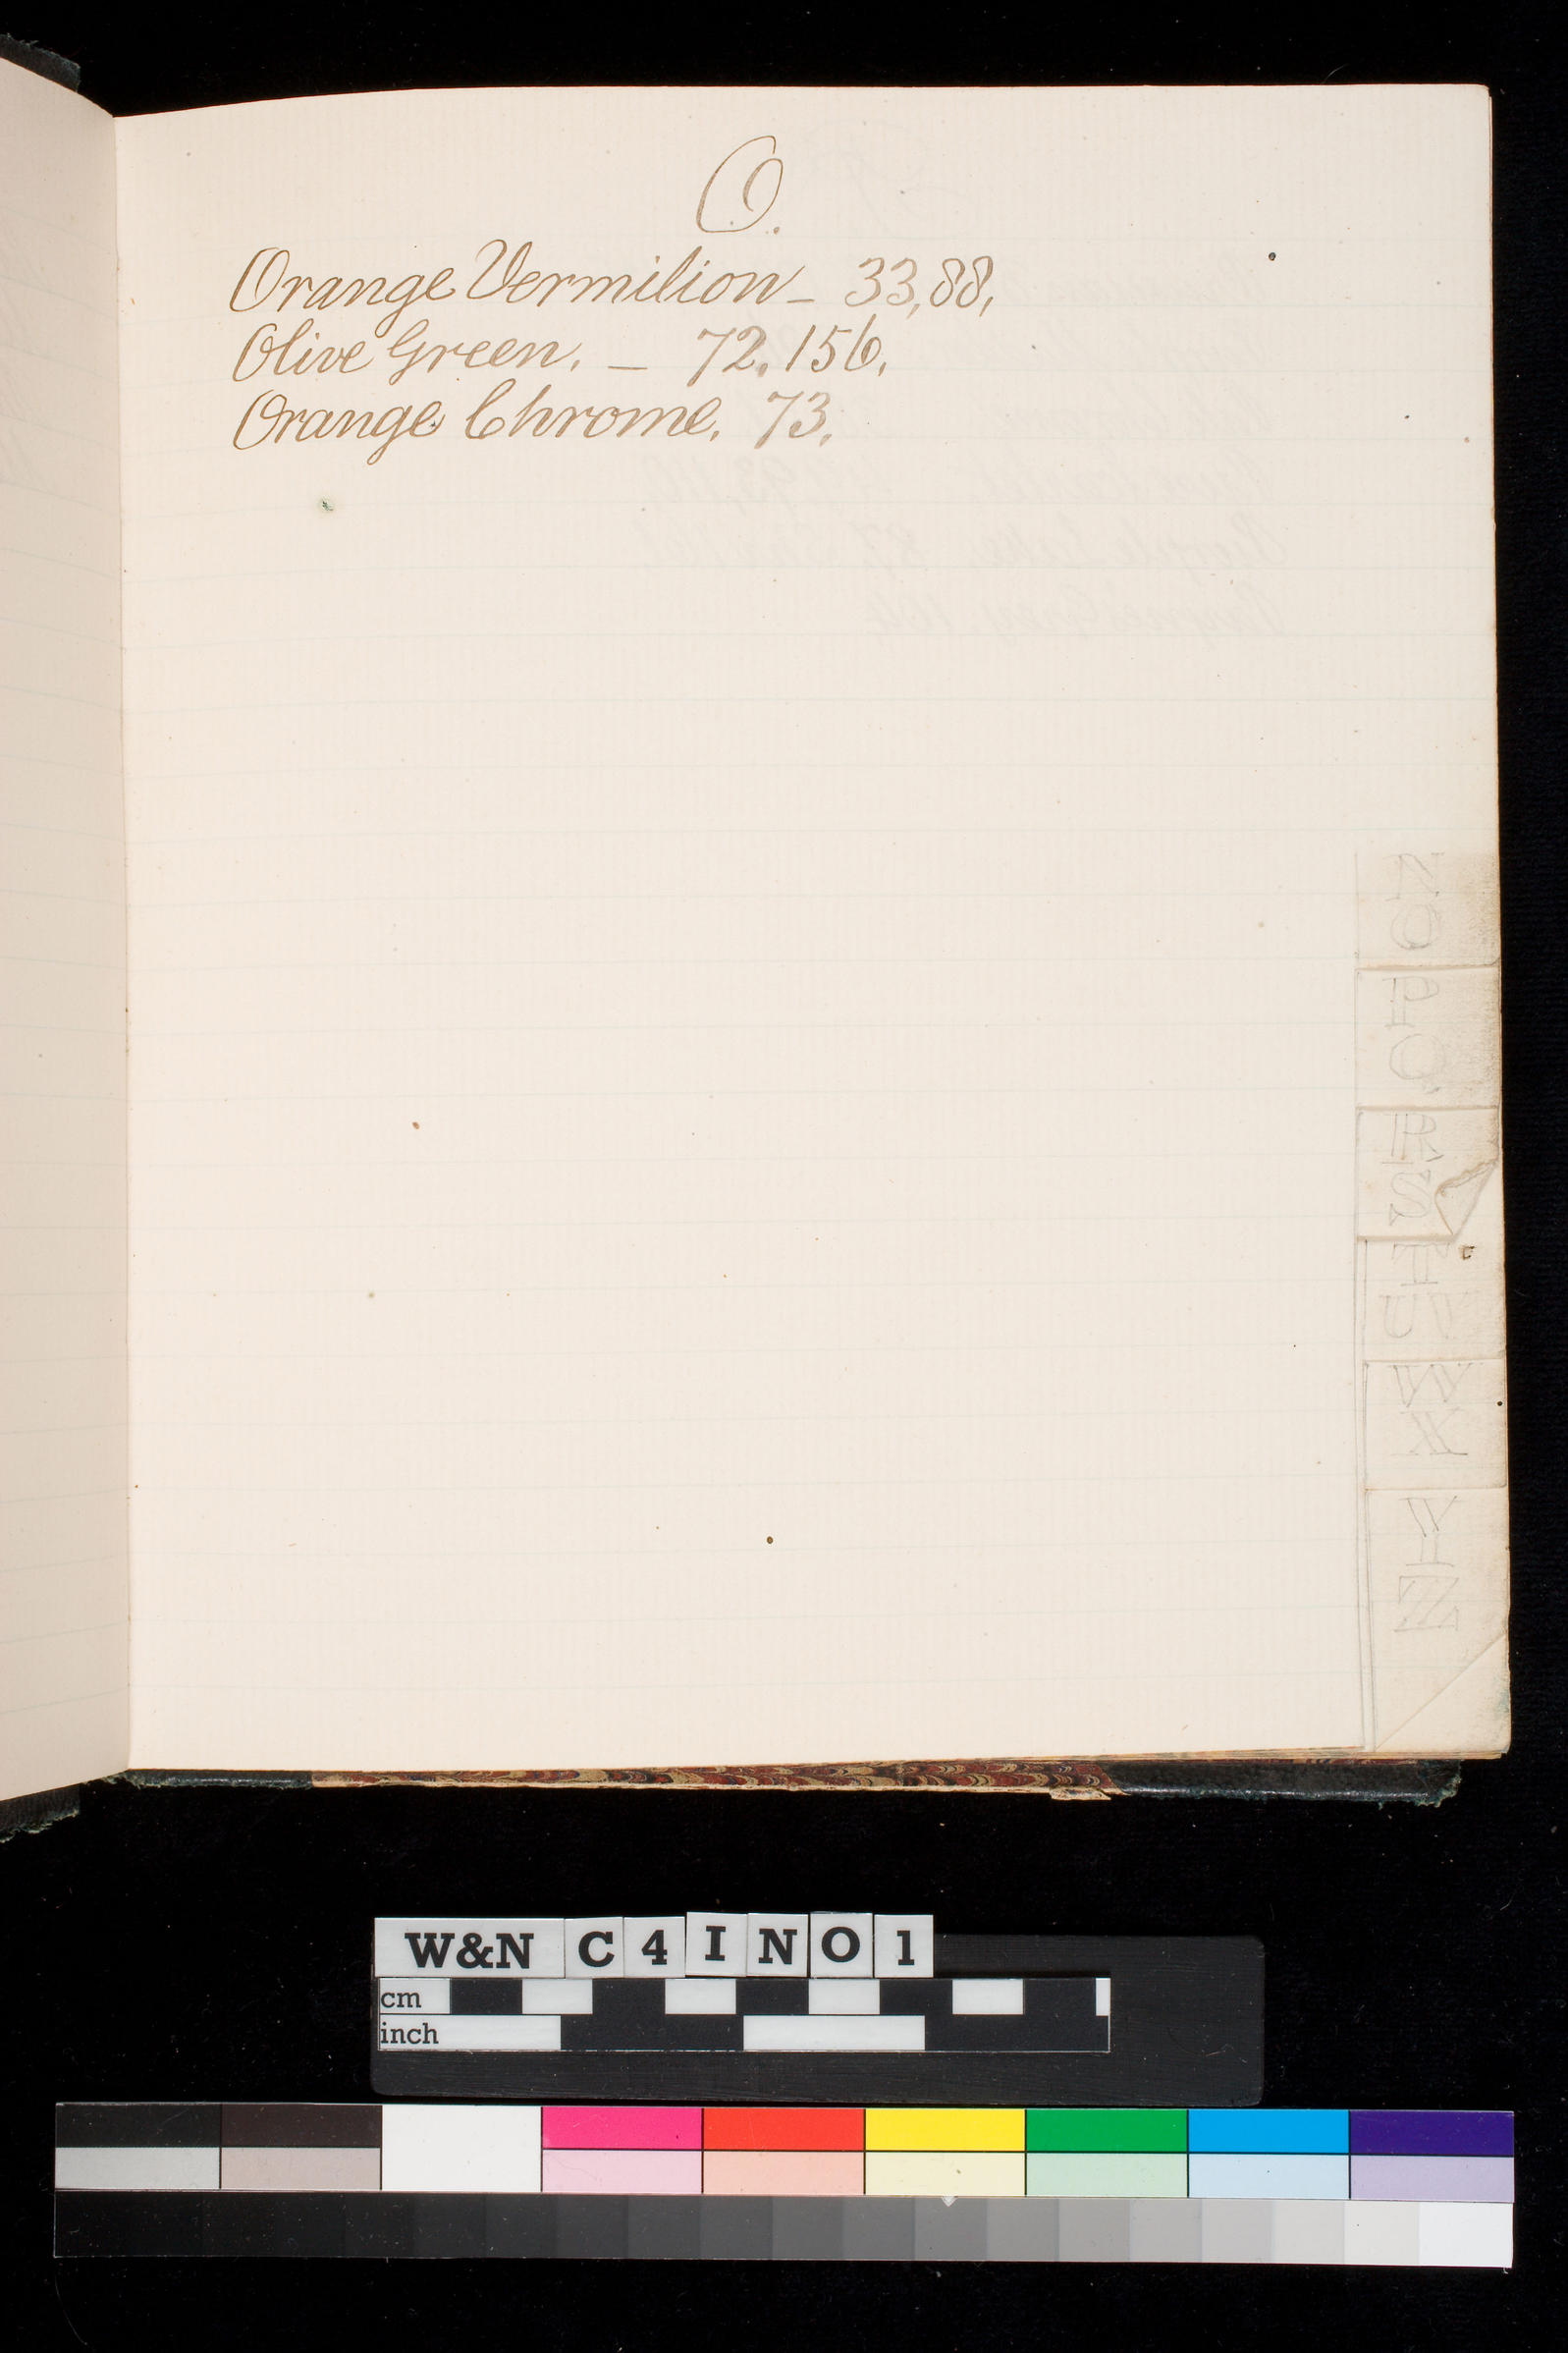 O.
Orange Vermilion – 33,88,
Olive Green. – 72.156.
Orange Chrome. 73.
N
O
P
Q
R
S
T
U V
W
X
Y
Z
W&N C 4 I N O 1
cm
inch